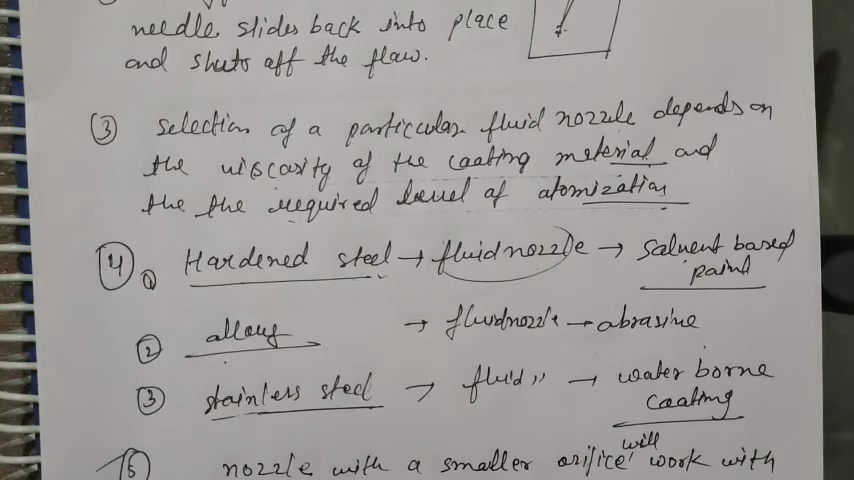 needle slides back into place
and shuts off the flow.
③ selection of a particular fluid nozzle depends on
the viscosity of the coating material and
the the required level of atomization
④ ① Hardened steel → fluid nozzle → Solvent based
paint
② alloy → fluid nozzle → abrasive
③ stainless steel → fluid " → water borne
coating
⑤ nozzle with a smaller orifice will work with